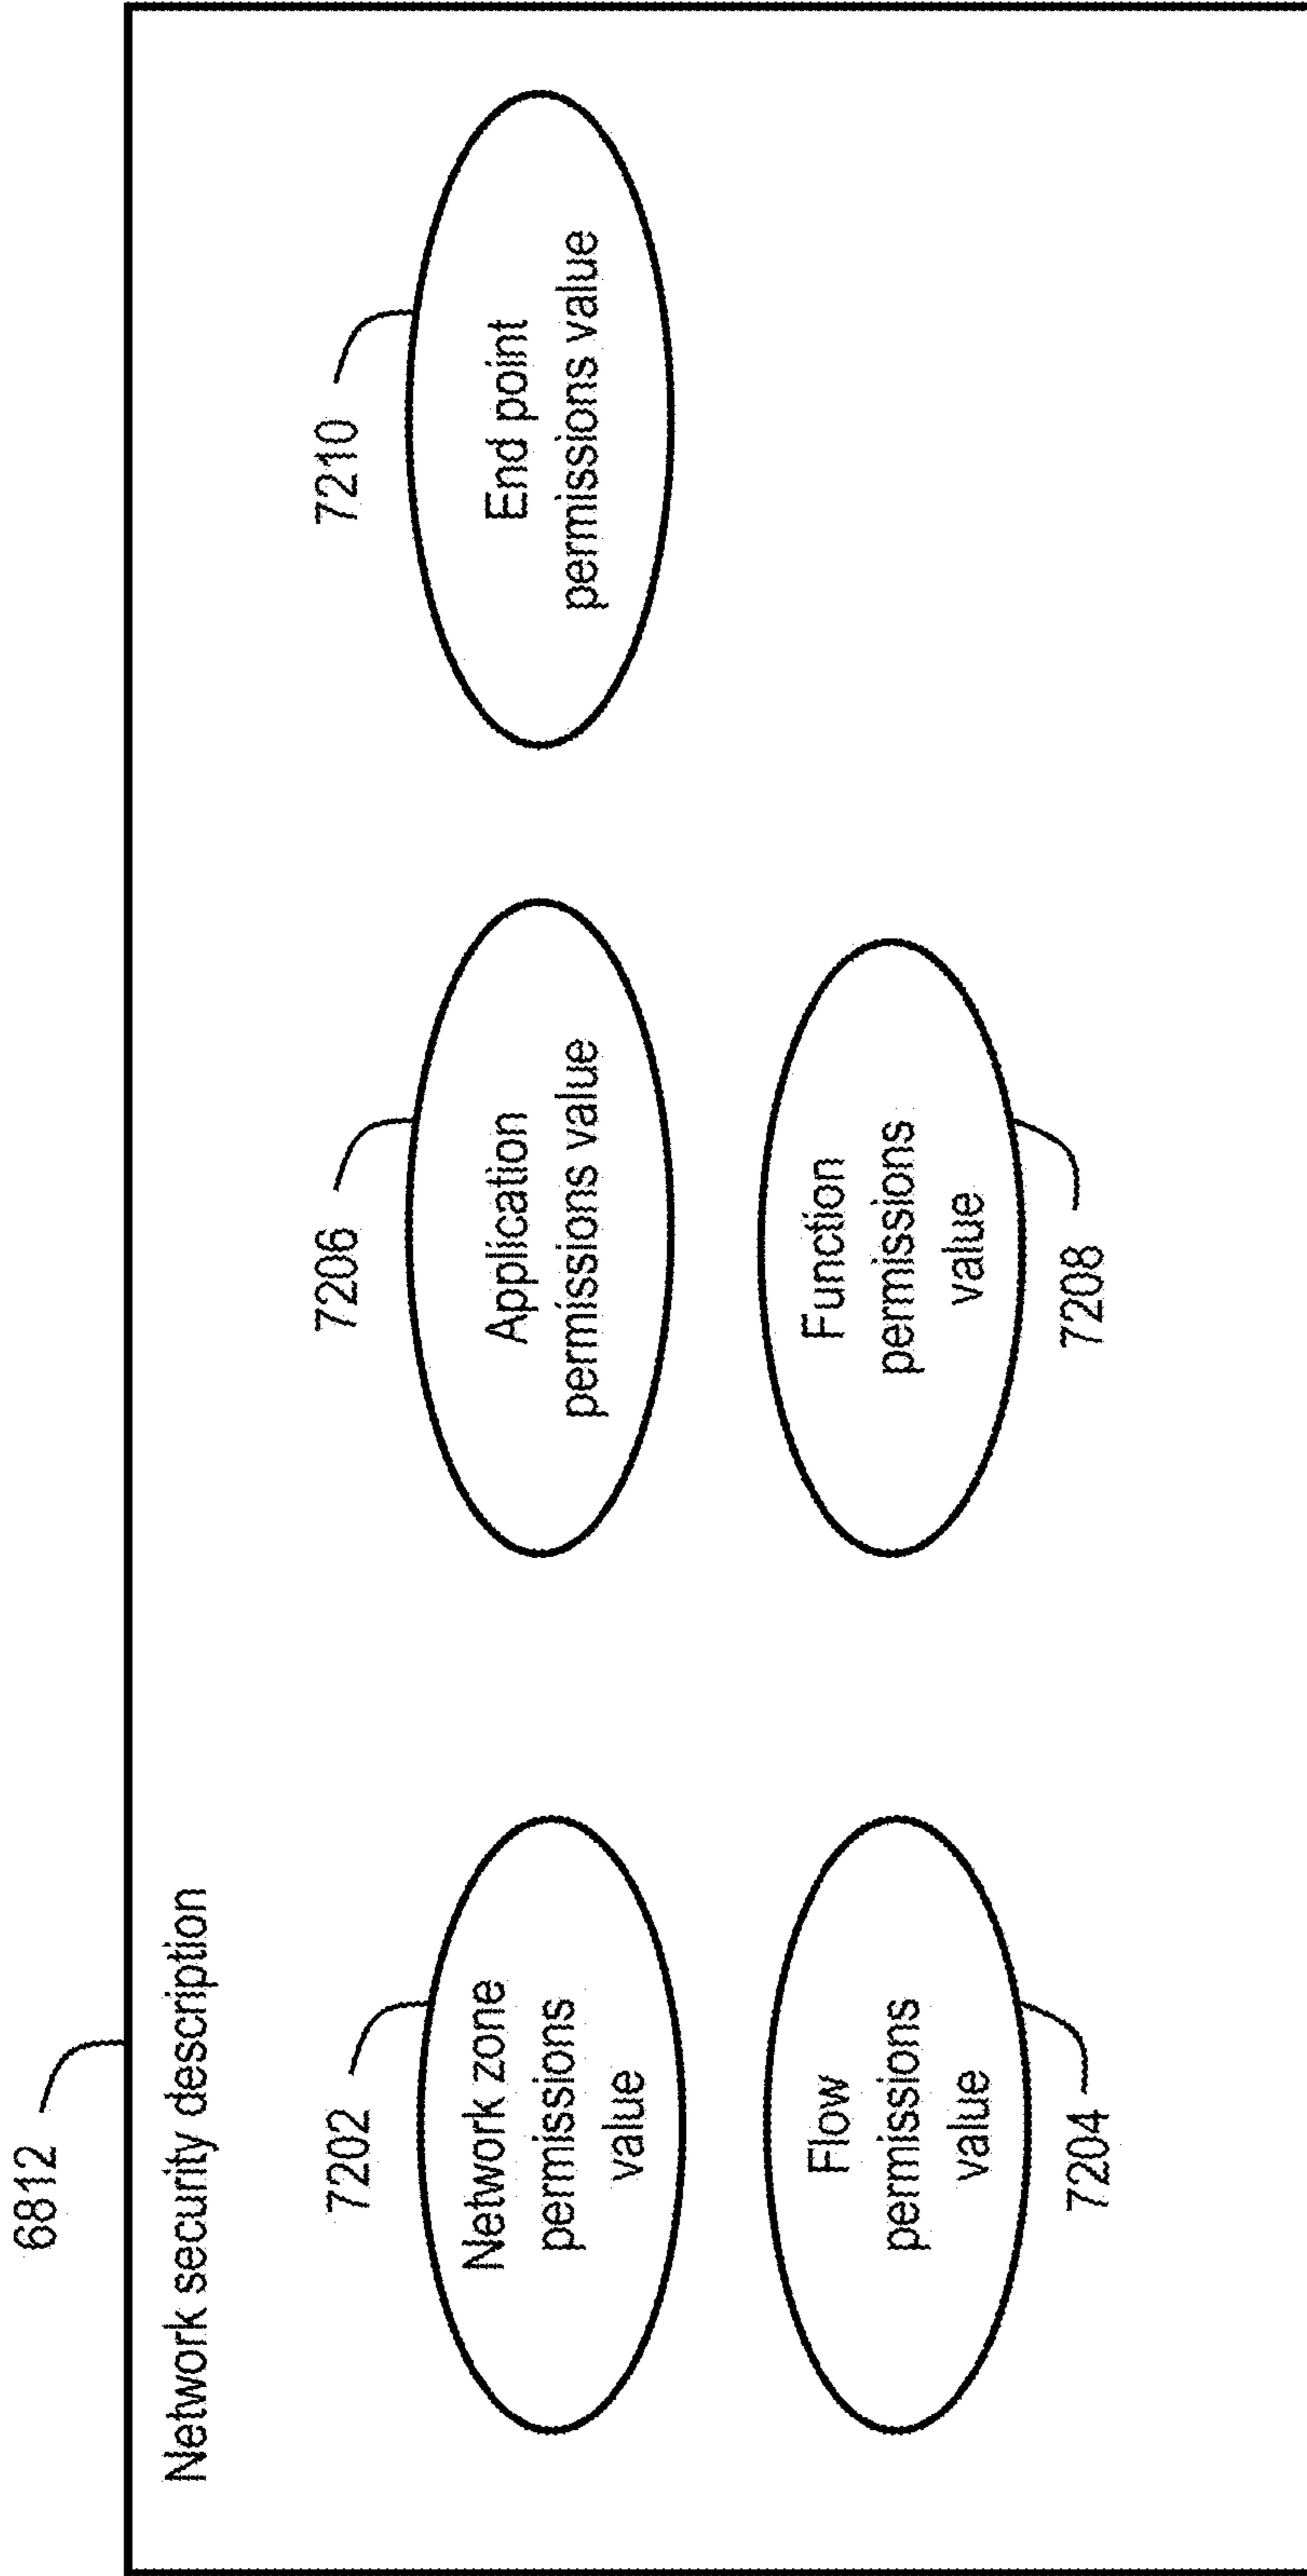 6812
Network security description
7202
7206
7210
Network zone
permissions
value
Application
permissions value
End point
permissions value
Flow
permissions
value
Function
permissions
value
7204
7208